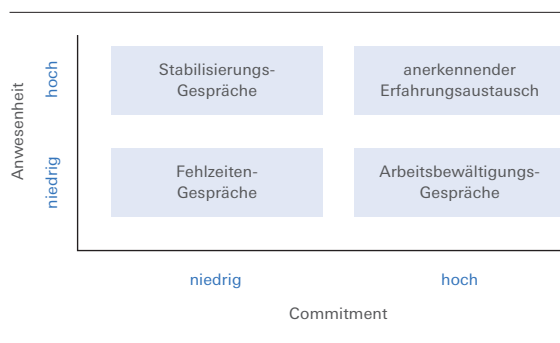 Anwesenheit
hoch
Stabilisierungs-
Gespräche
anerkennender
Erfahrungsaustausch
niedrig
Fehlzeiten-
Gespräche
Arbeitsbewältigungs-
Gespräche
niedrig
hoch
Commitment